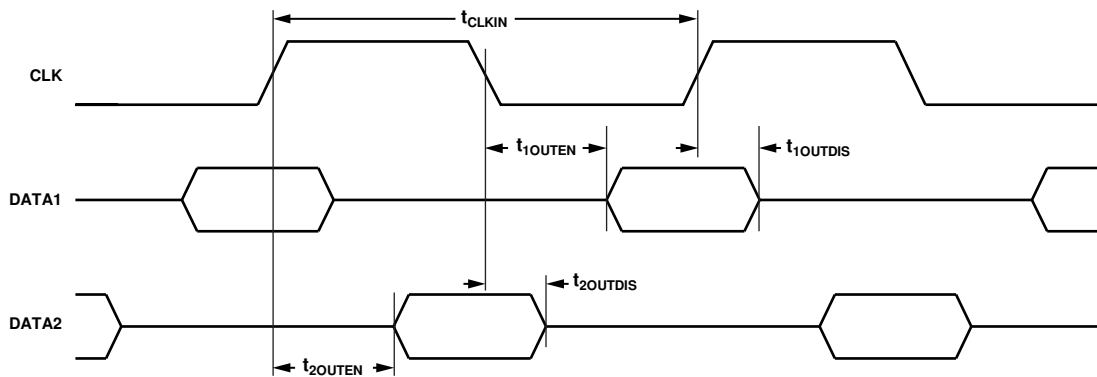 tCLKIN
CLK
t1OUTEN
t1OUTDIS
DATA1
t2OUTDIS
DATA2
t2OUTEN